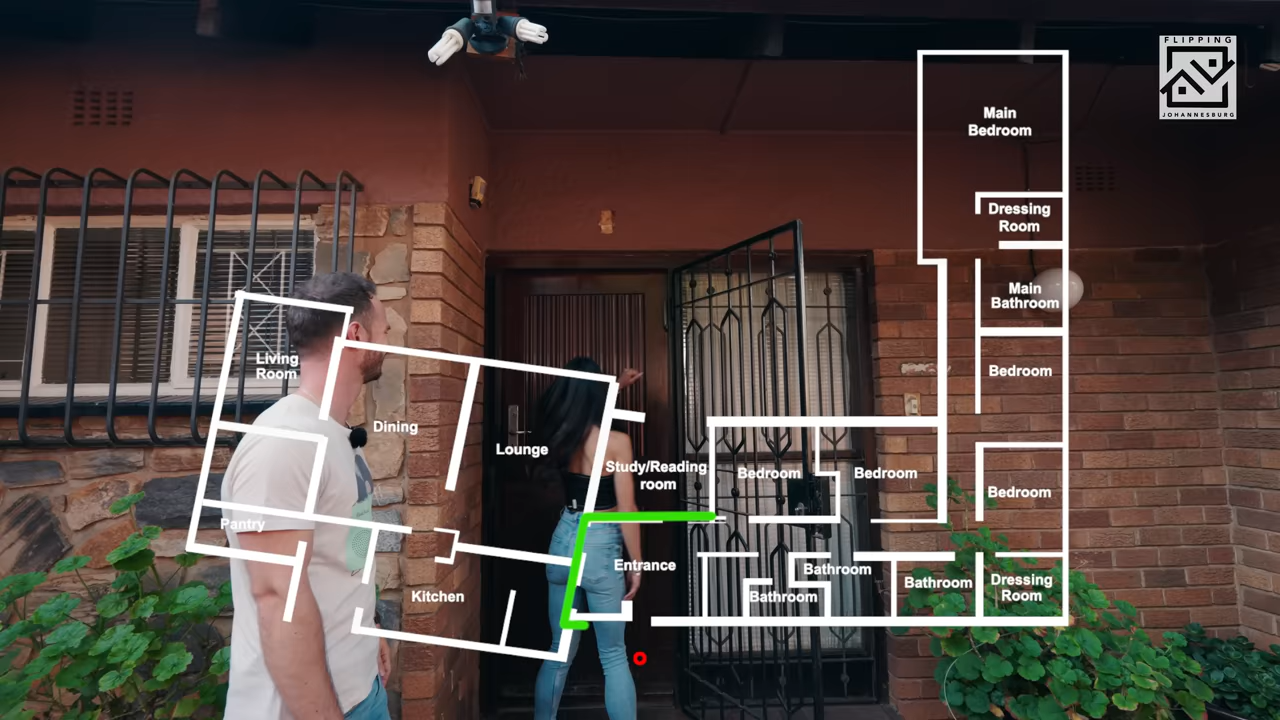 FLIPPING
JOHANNESBURG
Main
Bedroom
Dressing
Room
Main
Bathroom
Living
Room
Bedroom
Dining
Lounge
Study/Reading
room
Bedroom
Bedroom
Bedroom
Pantry
Entrance
Bathroom
Kitchen
Bathroom
Bathroom
Dressing
Room